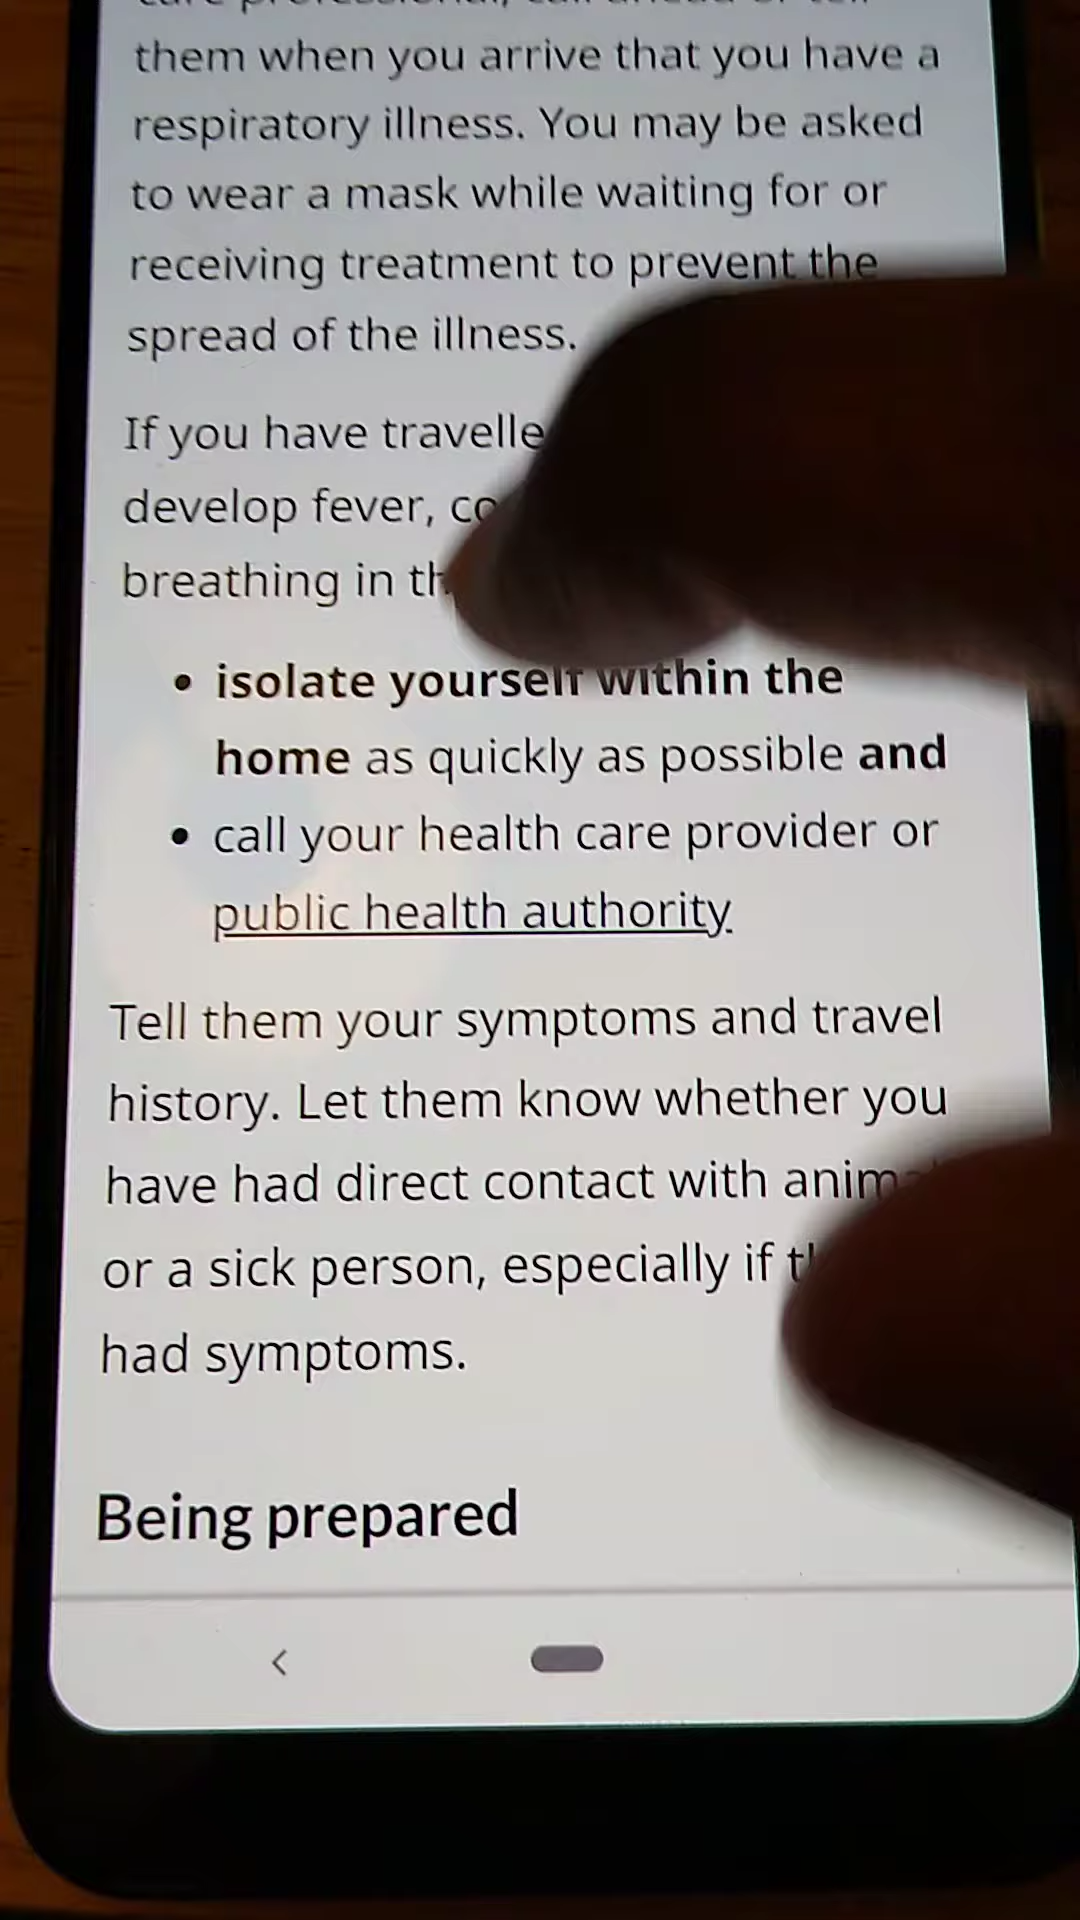 them when you arrive that you have a
respiratory illness. You may be asked
to wear a mask while waiting for or
receiving treatment to prevent the
spread of the illness.
If you have
develop fever,
breathing in
• isolate yourself within the
home as quickly as possible and
• call your health care provider or
public health authority.
Tell them your symptoms and travel
history. Let them know whether you
have had direct contact with
or a sick person, especially if
had symptoms.
Being prepared